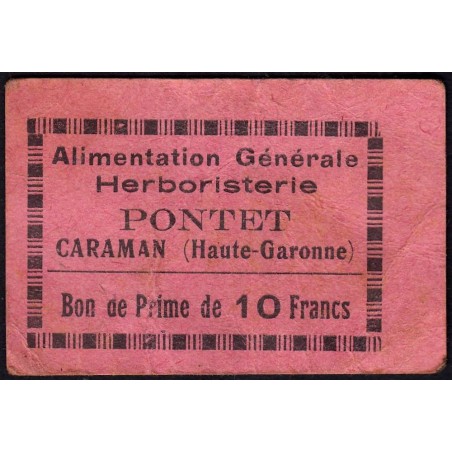 Alimentation Générale
Herboristerie
PONTET
CARAMAN (Haute-Garonne)
Bon de Prime de 10 Francs